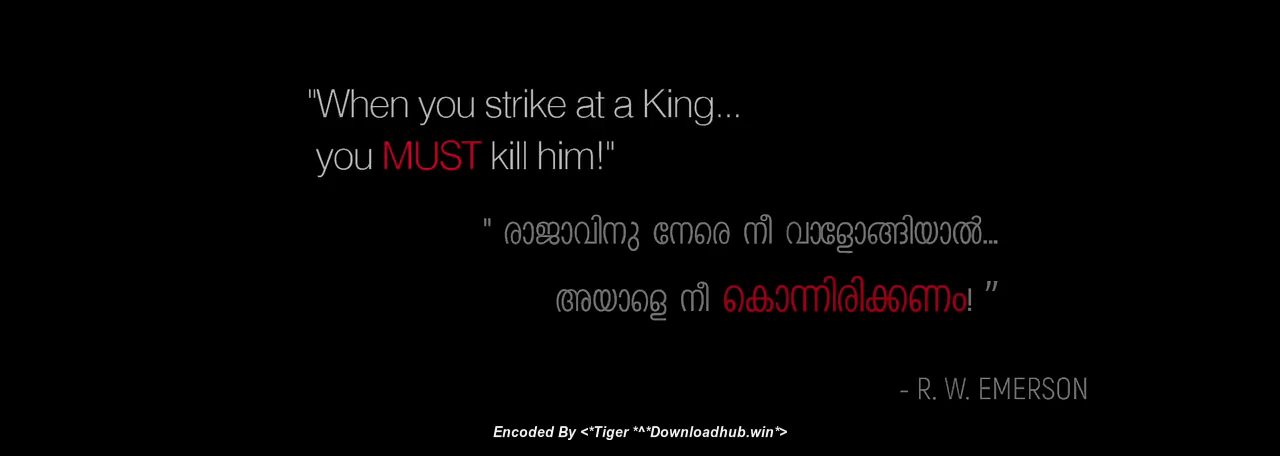 "When you strike at a King...
you MUST kill him!"
" രാജാവിനു നേരെ നീ വാളോങ്ങിയാൽ...
അയാളെ നീ കൊന്നിരിക്കണം! ”
- R. W. EMERSON
Encoded By <*Tiger *^*Downloadhub.win*>